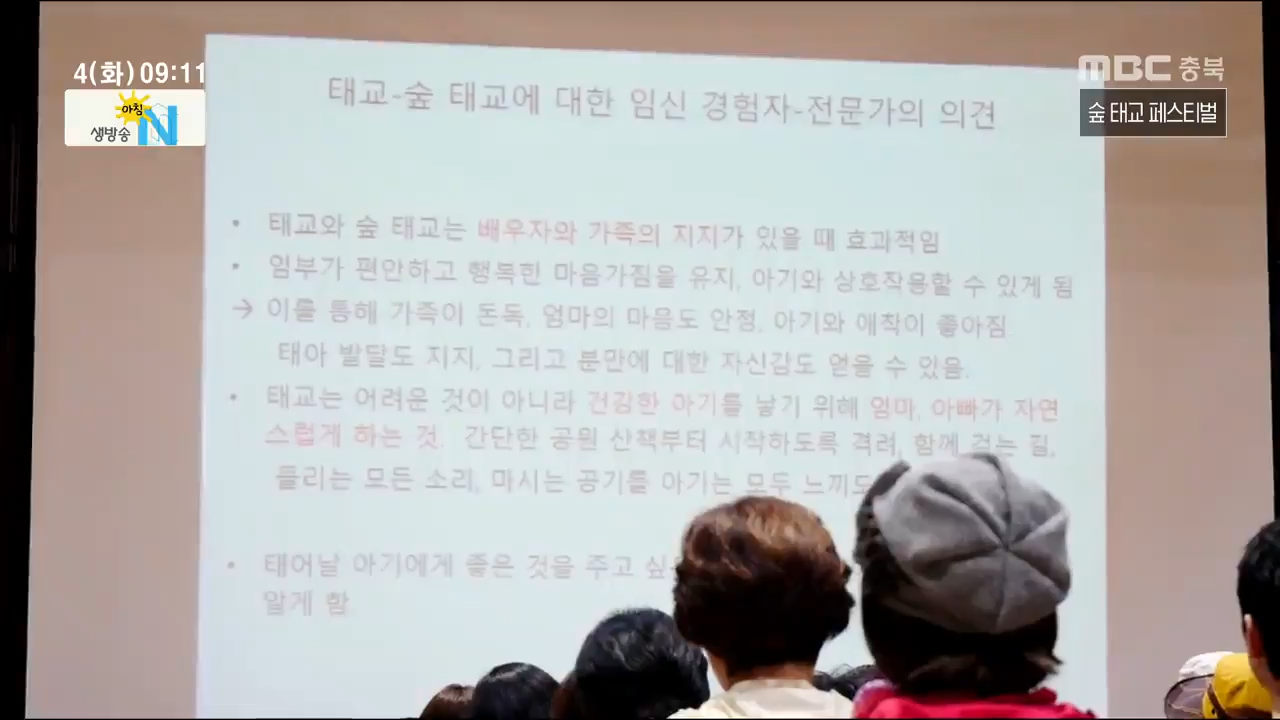 4(화) 09:11
아침
생방송 N
MBC 충북
숲 태교 페스티벌
태교-숲 태교에 대한 임신 경험자-전문가의 의견
• 태교와 숲 태교는 배우자와 가족의 지지가 있을 때 효과적임
• 임부가 편안하고 행복한 마음가짐을 유지, 아기와 상호작용할 수 있게 됨
→ 이를 통해 가족이 돈독, 엄마의 마음도 안정, 아기와 애착이 좋아짐
태아 발달도 지지, 그리고 분만에 대한 자신감도 얻을 수 있음.
• 태교는 어려운 것이 아니라 건강한 아기를 낳기 위해 엄마, 아빠가 자연
스럽게 하는 것. 간단한 공원 산책부터 시작하도록 격려, 함께 걷는 길,
들리는 모든 소리, 마시는 공기를 아기는 모두 느끼도
• 태어날 아기에게 좋은 것을 주고 싶
알게 함